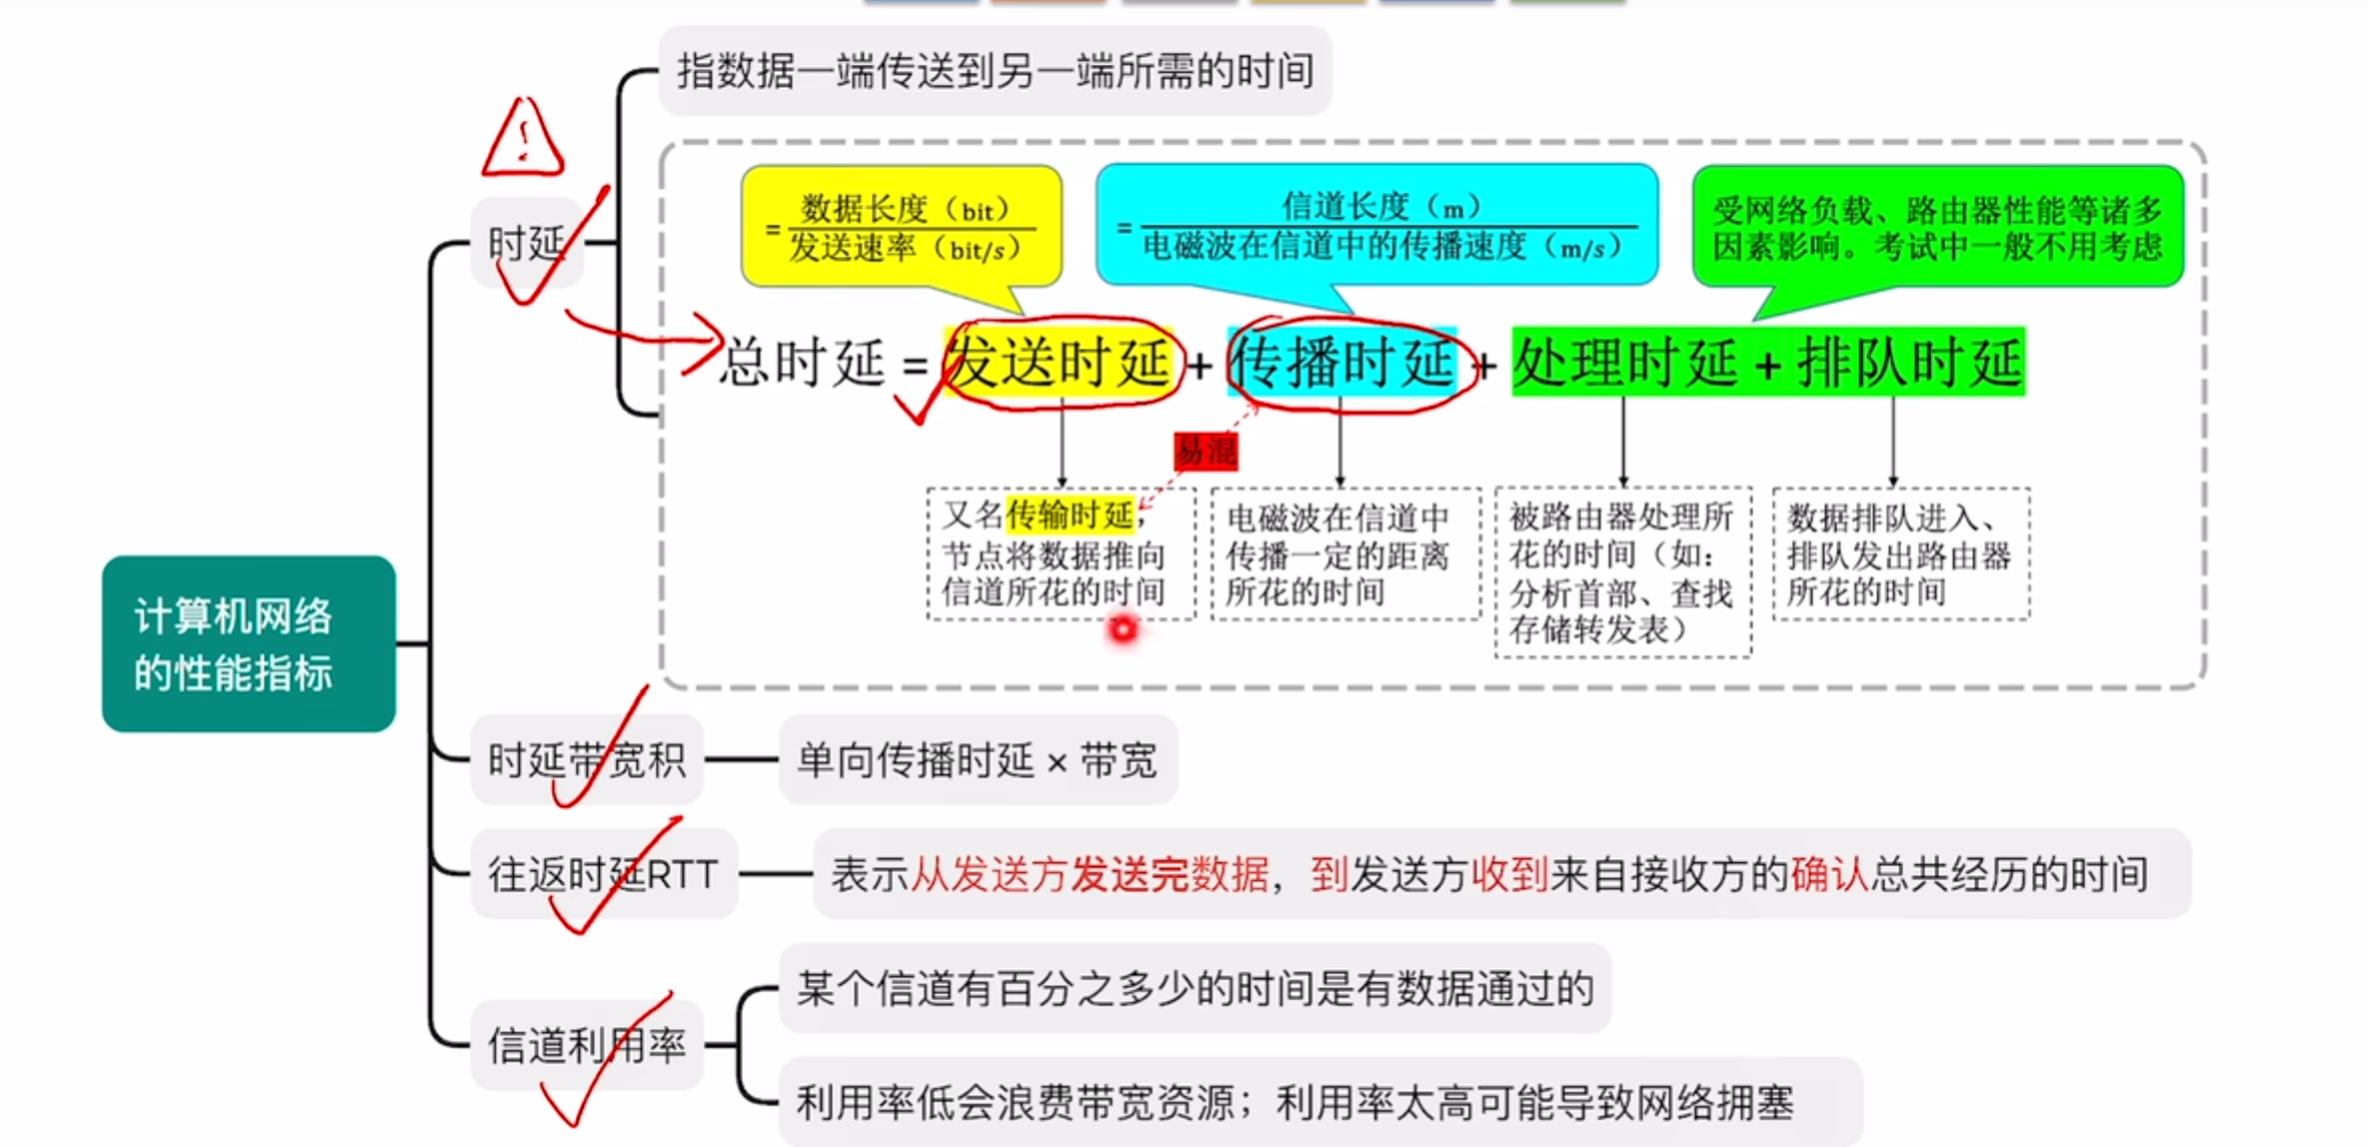 指数据一端传送到另一端所需的时间
时延
= 数据长度（bit）
发送速率（bit/s）
= 信道长度（m）
电磁波在信道中的传播速度（m/s）
受网络负载、路由器性能等诸多
因素影响。考试中一般不用考虑
总时延 = 发送时延 + 传播时延 + 处理时延 + 排队时延
易混
又名传输时延，
节点将数据推向
信道所花的时间
电磁波在信道中
传播一定的距离
所花的时间
被路由器处理所
花的时间（如：
分析首部、查找
存储转发表）
数据排队进入、
排队发出路由器
所花的时间
计算机网络
的性能指标
时延带宽积
单向传播时延 × 带宽
往返时延RTT
表示从发送方发送完数据，到发送方收到来自接收方的确认总共经历的时间
信道利用率
某个信道有百分之多少的时间是有数据通过的
利用率低会浪费带宽资源；利用率太高可能导致网络拥塞